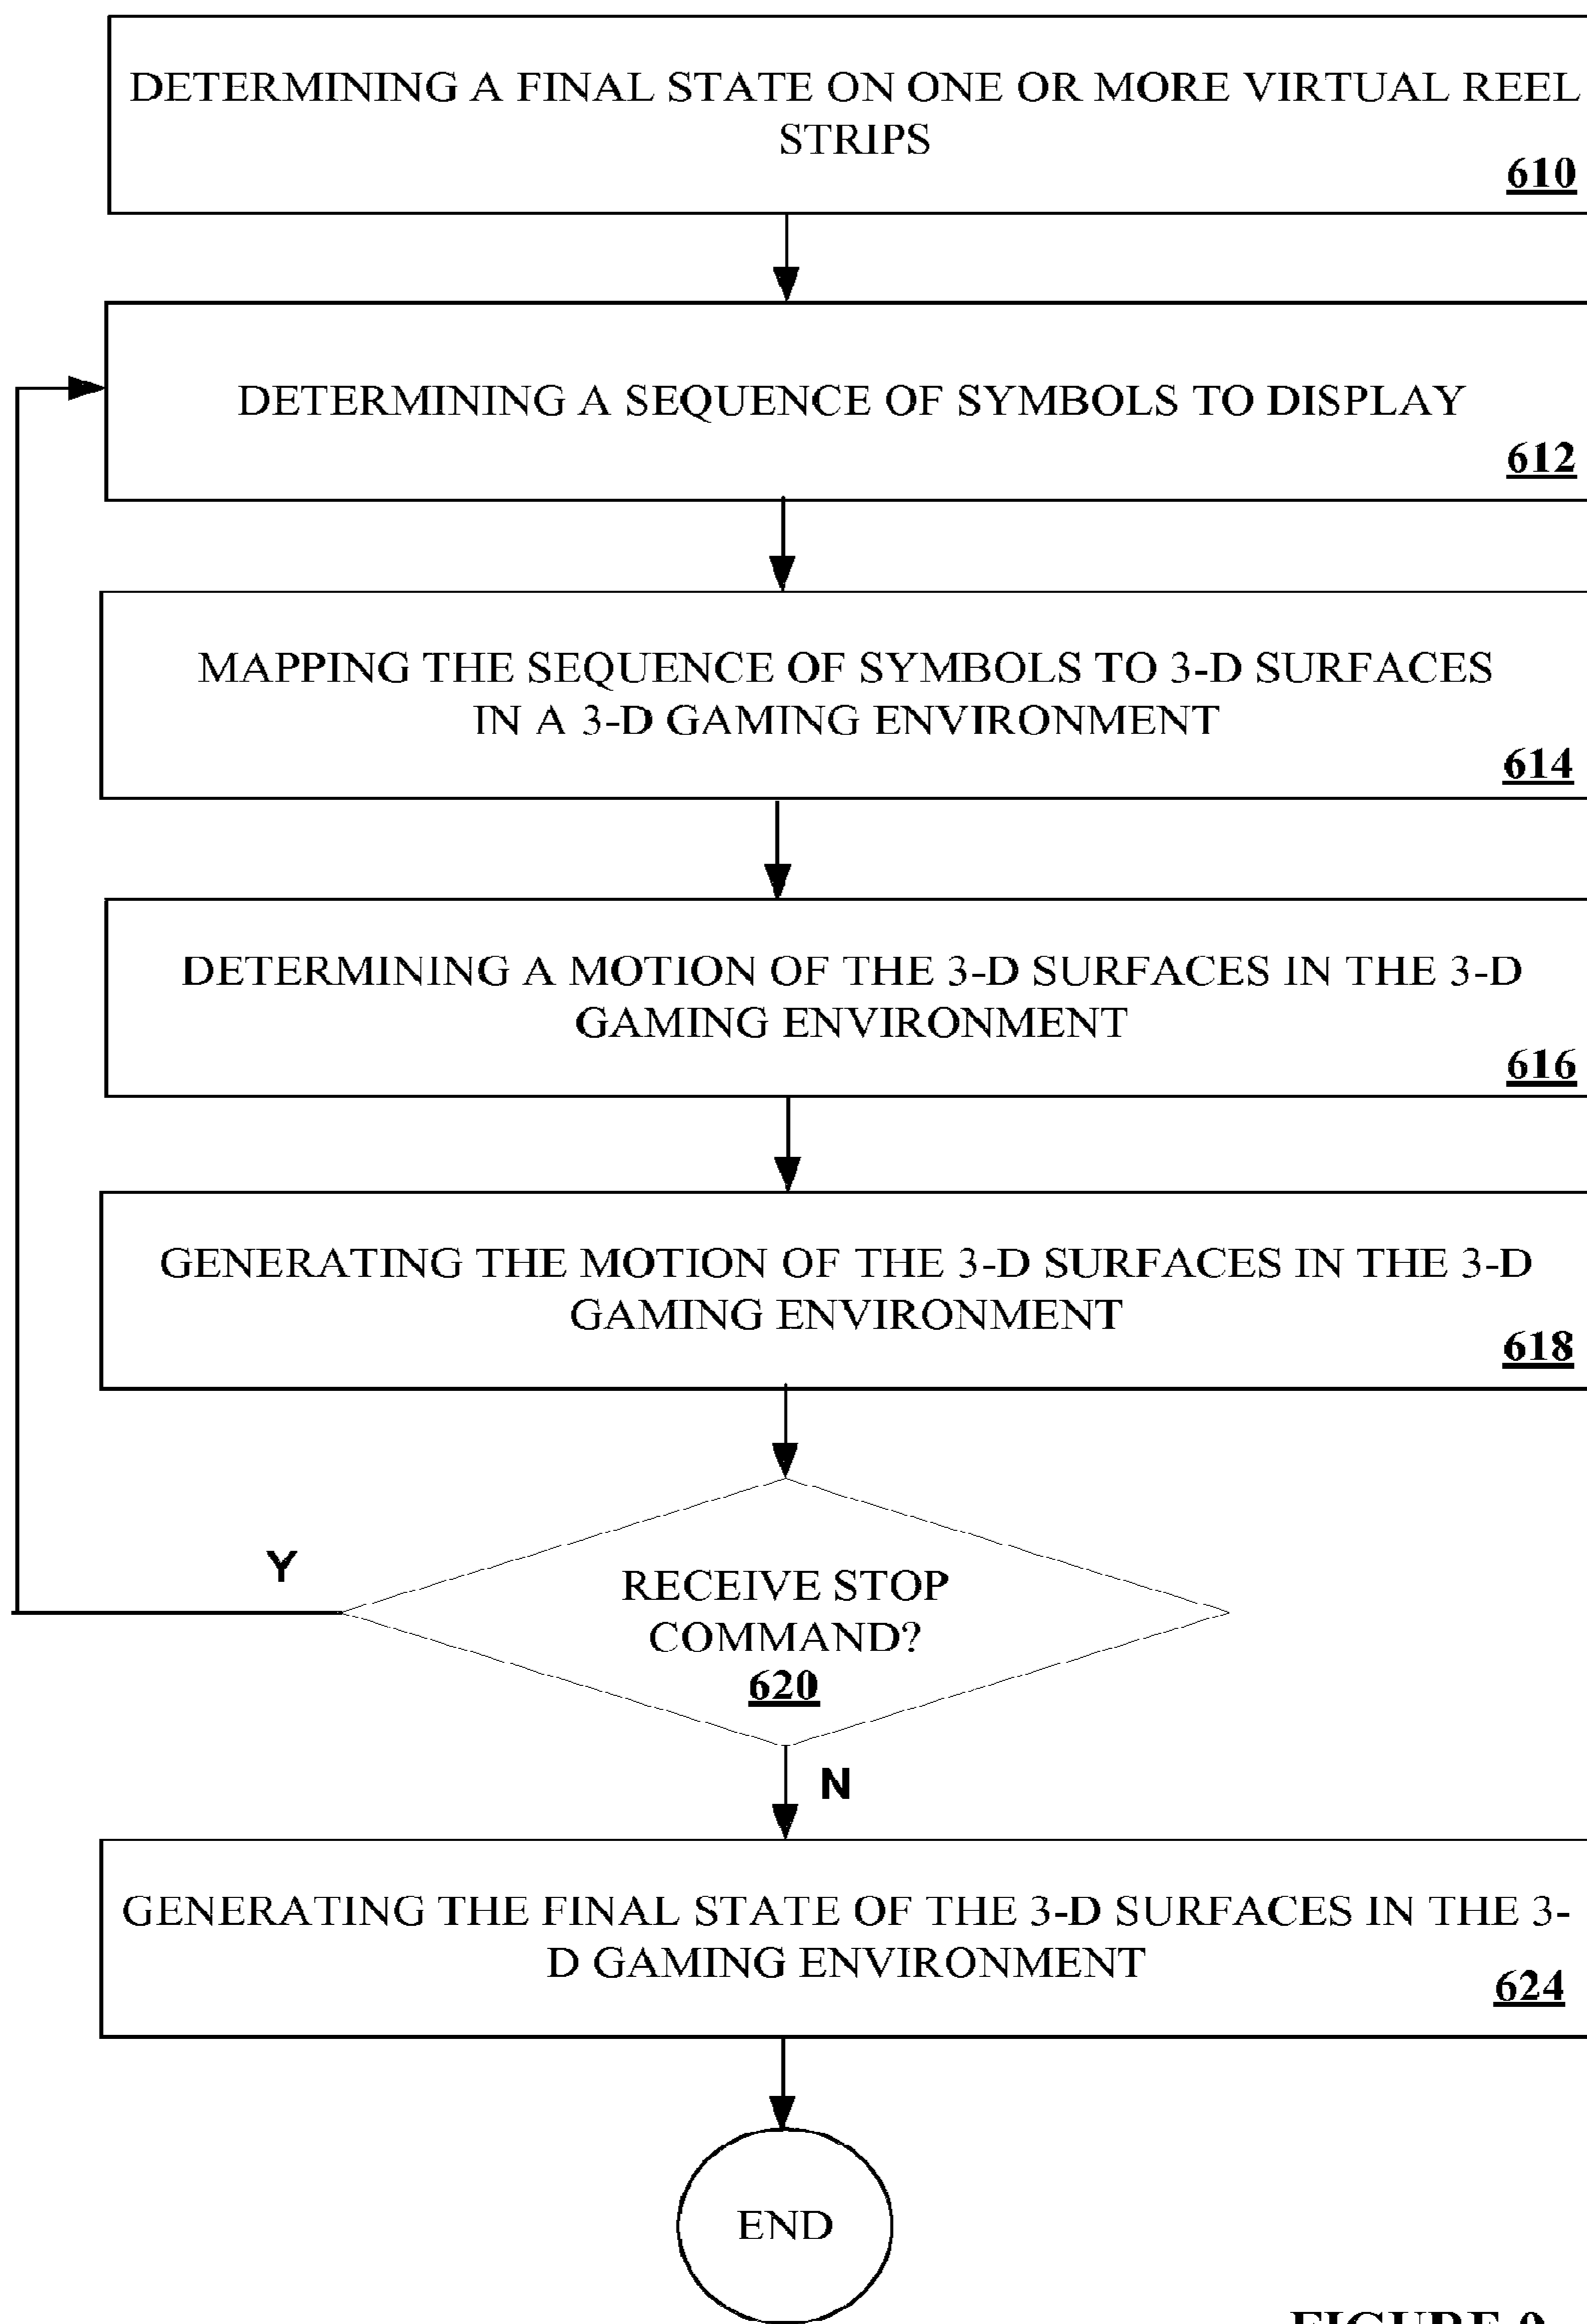 DETERMINING A FINAL STATE ON ONE OR MORE VIRTUAL REEL
STRIPS
610
DETERMINING A SEQUENCE OF SYMBOLS TO DISPLAY
612
MAPPING THE SEQUENCE OF SYMBOLS TO 3-D SURFACES
IN A 3-D GAMING ENVIRONMENT
614
DETERMINING A MOTION OF THE 3-D SURFACES IN THE 3-D
GAMING ENVIRONMENT
616
GENERATING THE MOTION OF THE 3-D SURFACES IN THE 3-D
GAMING ENVIRONMENT
618
Y
RECEIVE STOP
COMMAND?
620
N
GENERATING THE FINAL STATE OF THE 3-D SURFACES IN THE 3-
D GAMING ENVIRONMENT
624
END
FIGURE